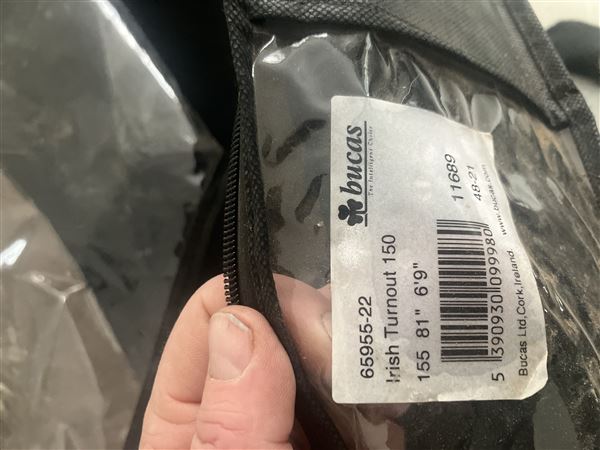 bucas
The Intelligent Choice
65955-22
Irish Turnout 150
155 81" 6'9"
11689
48-21
5 390930 099980
www.bucas.com
Bucas Ltd,Cork,Ireland